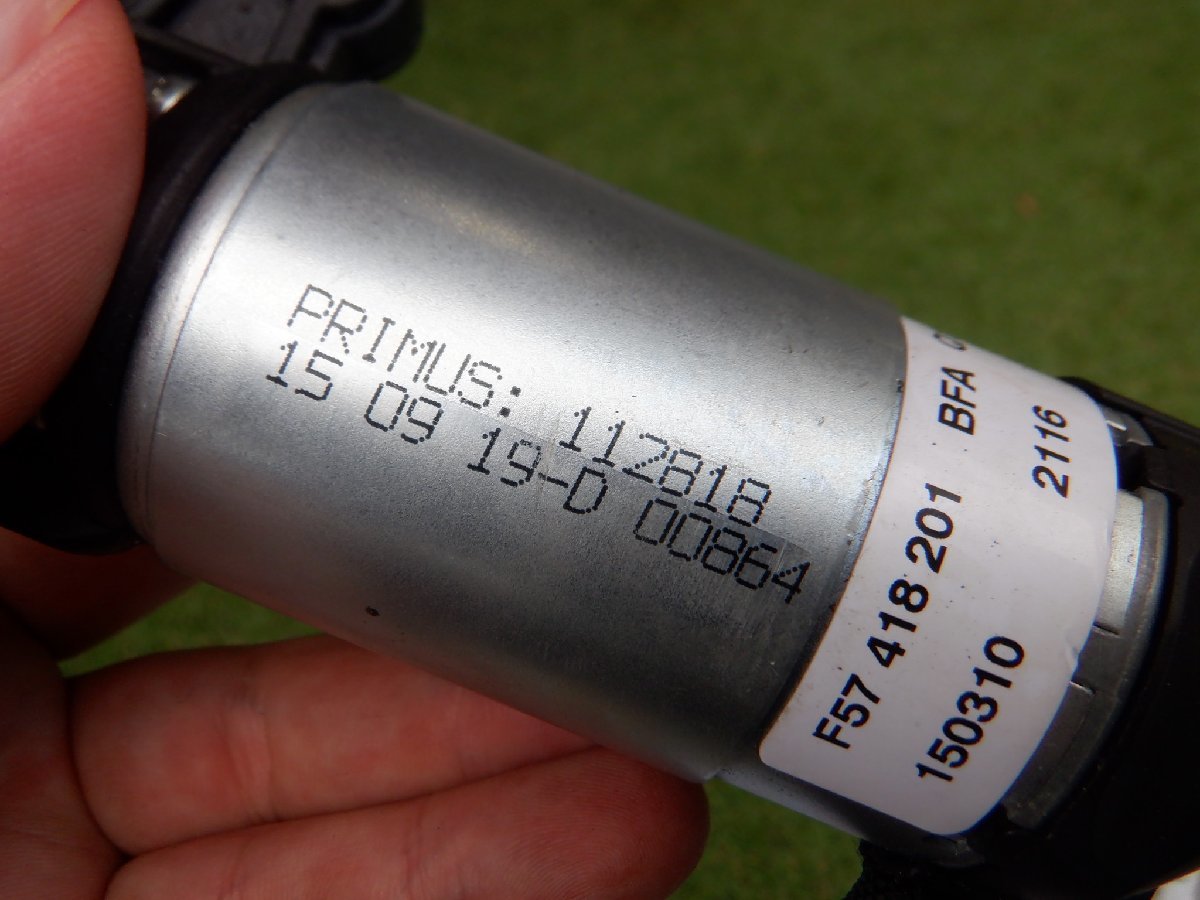 PRIMUS: 112818
15 09 19-D 00864
F57 418 201 BFA
150310 2116